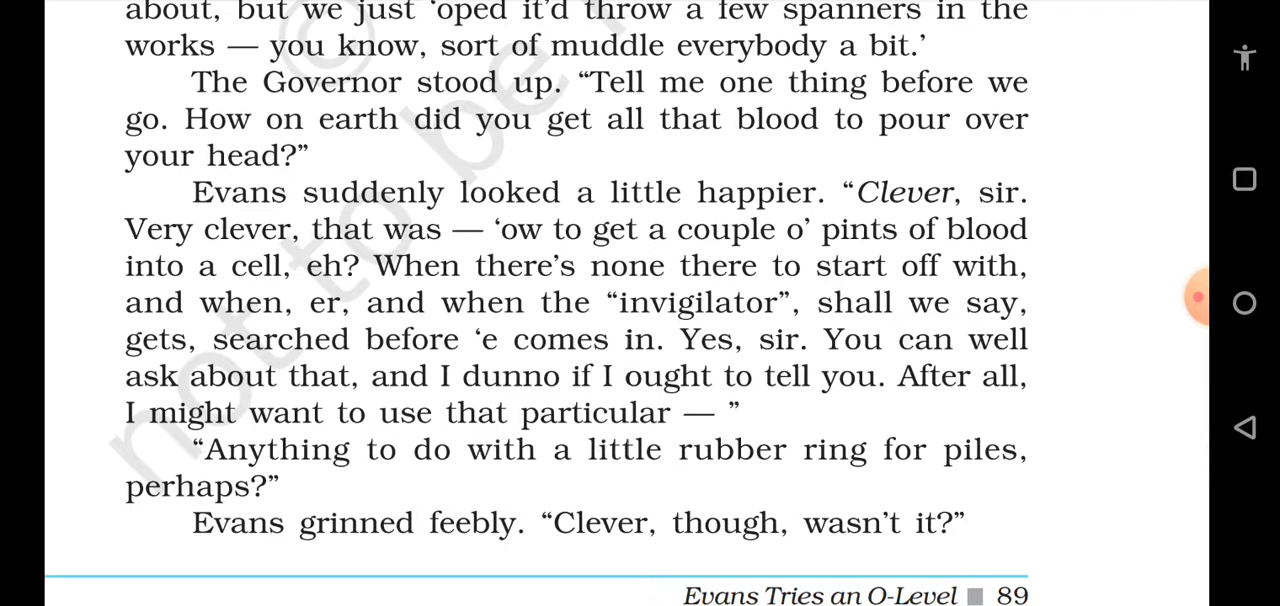 about, but we just ‘oped it’d throw a few spanners in the
works — you know, sort of muddle everybody a bit.’
The Governor stood up. “Tell me one thing before we
go. How on earth did you get all that blood to pour over
your head?”
Evans suddenly looked a little happier. “Clever, sir.
Very clever, that was — ‘ow to get a couple o’ pints of blood
into a cell, eh? When there’s none there to start off with,
and when, er, and when the “invigilator”, shall we say,
gets, searched before ‘e comes in. Yes, sir. You can well
ask about that, and I dunno if I ought to tell you. After all,
I might want to use that particular — ”
“Anything to do with a little rubber ring for piles,
perhaps?”
Evans grinned feebly. “Clever, though, wasn’t it?”
Evans Tries an O-Level ■ 89
©
not to be r